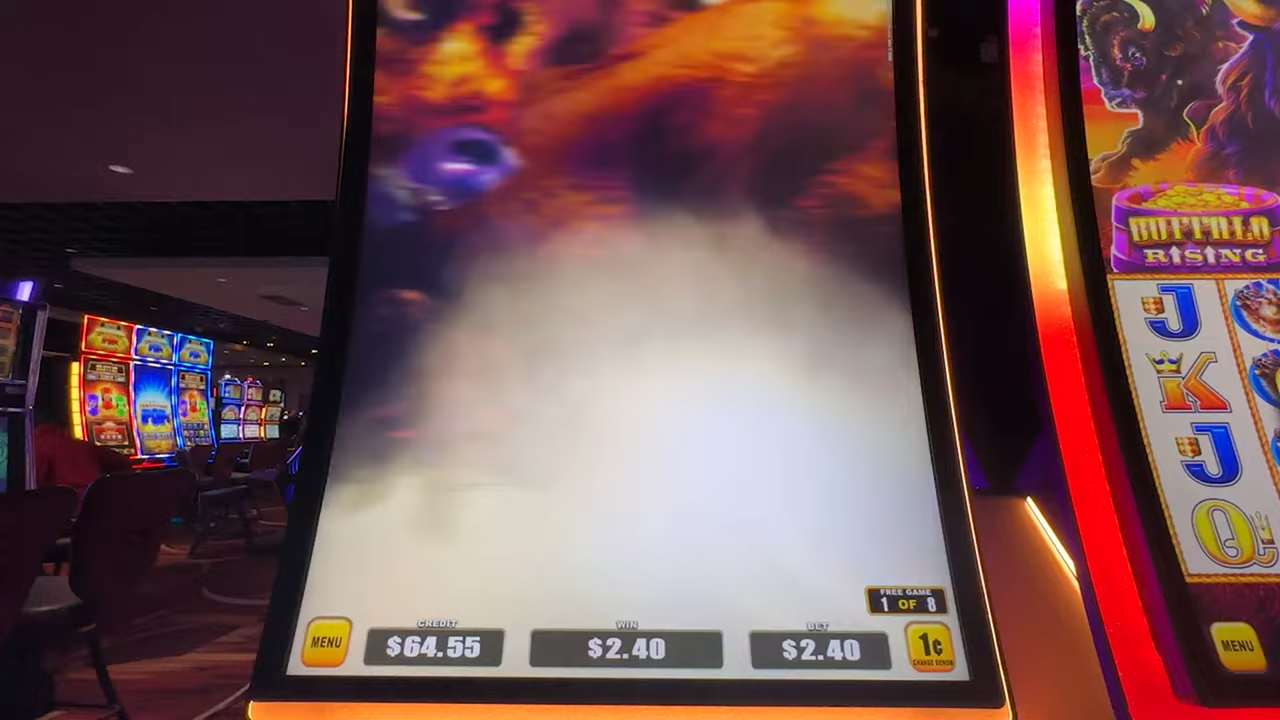 FREE GAME
1 OF 8
CREDIT
WIN
BET
MENU
$64.55
$2.40
$2.40
1¢
CHANGE DENOM
BUFFALO
RISING
J
K
J
Q
MENU